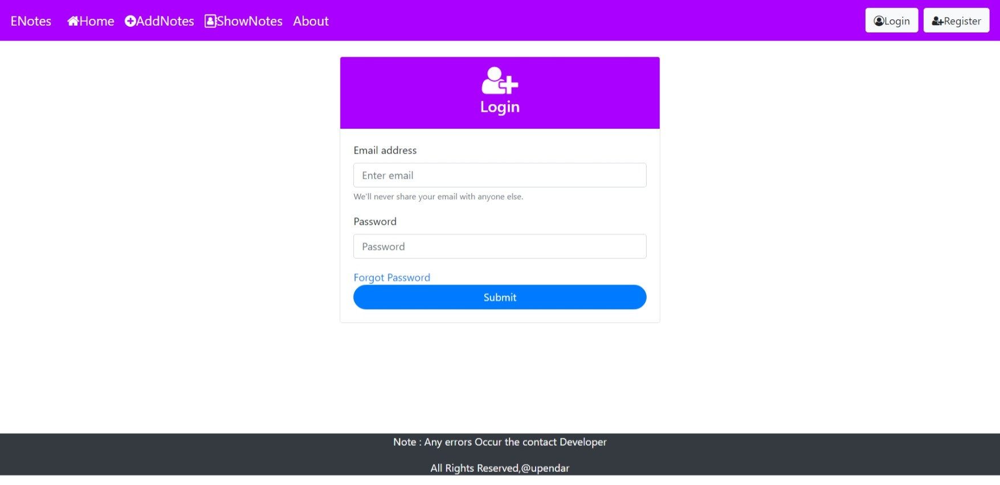 ENotes Home AddNotes ShowNotes About Login Register
Login
Email address
Enter email
We'll never share your email with anyone else.
Password
Password
Forgot Password
Submit
Note : Any errors Occur the contact Developer
All Rights Reserved,@upendar